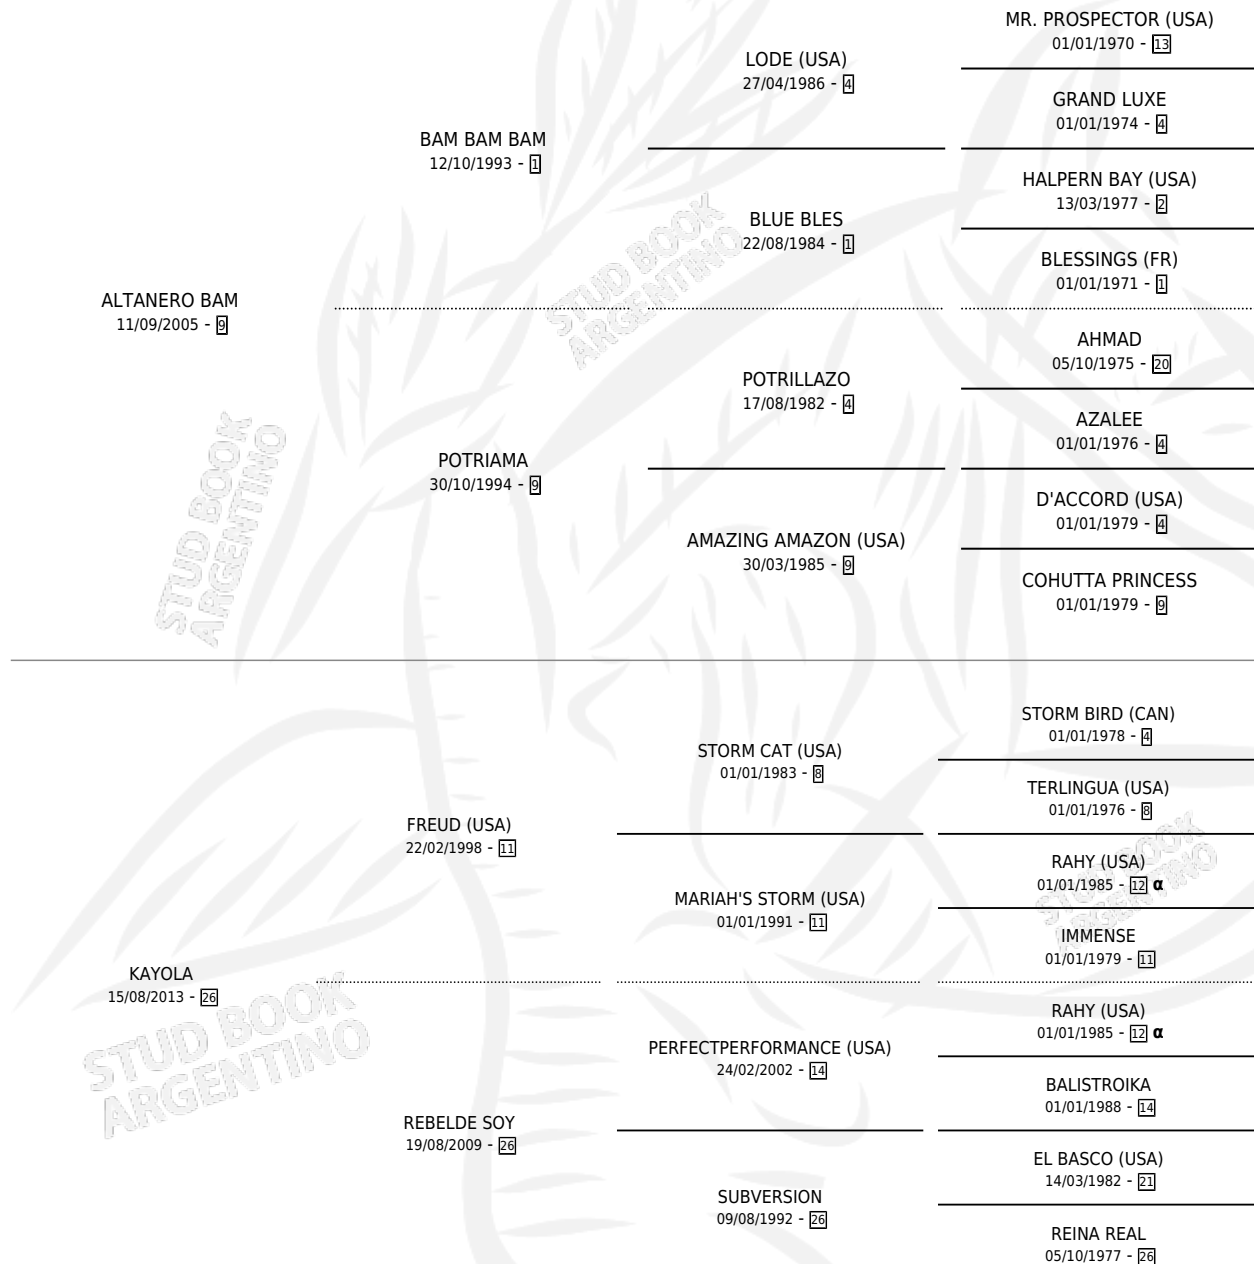 MR. PROSPECTOR (USA)
01/01/1970 - 13
LODE (USA)
27/04/1986 - 4
GRAND LUXE
01/01/1974 - 4
BAM BAM BAM
12/10/1993 - 1
HALPERN BAY (USA)
13/03/1977 - 2
BLUE BLES
22/08/1984 - 1
BLESSINGS (FR)
01/01/1971 - 1
ALTANERO BAM
11/09/2005 - 9
AHMAD
05/10/1975 - 20
POTRILLAZO
17/08/1982 - 4
AZALEE
01/01/1976 - 4
POTRIAMA
30/10/1994 - 9
D'ACCORD (USA)
01/01/1979 - 4
AMAZING AMAZON (USA)
30/03/1985 - 9
COHUTTA PRINCESS
01/01/1979 - 9
STORM BIRD (CAN)
01/01/1978 - 4
STORM CAT (USA)
01/01/1983 - 8
TERLINGUA (USA)
01/01/1976 - 8
FREUD (USA)
22/02/1998 - 11
RAHY (USA)
01/01/1985 - 12 α
MARIAH'S STORM (USA)
01/01/1991 - 11
IMMENSE
01/01/1979 - 11
KAYOLA
15/08/2013 - 26
RAHY (USA)
01/01/1985 - 12 α
PERFECTPERFORMANCE (USA)
24/02/2002 - 14
BALISTROIKA
01/01/1988 - 14
REBELDE SOY
19/08/2009 - 26
EL BASCO (USA)
14/03/1982 - 21
SUBVERSION
09/08/1992 - 26
REINA REAL
05/10/1977 - 26
STUD BOOK
ARGENTINO
STUD BOOK
ARGENTINO
STUD BOOK
ARGENTINO
STUD BOOK
ARGENTINO